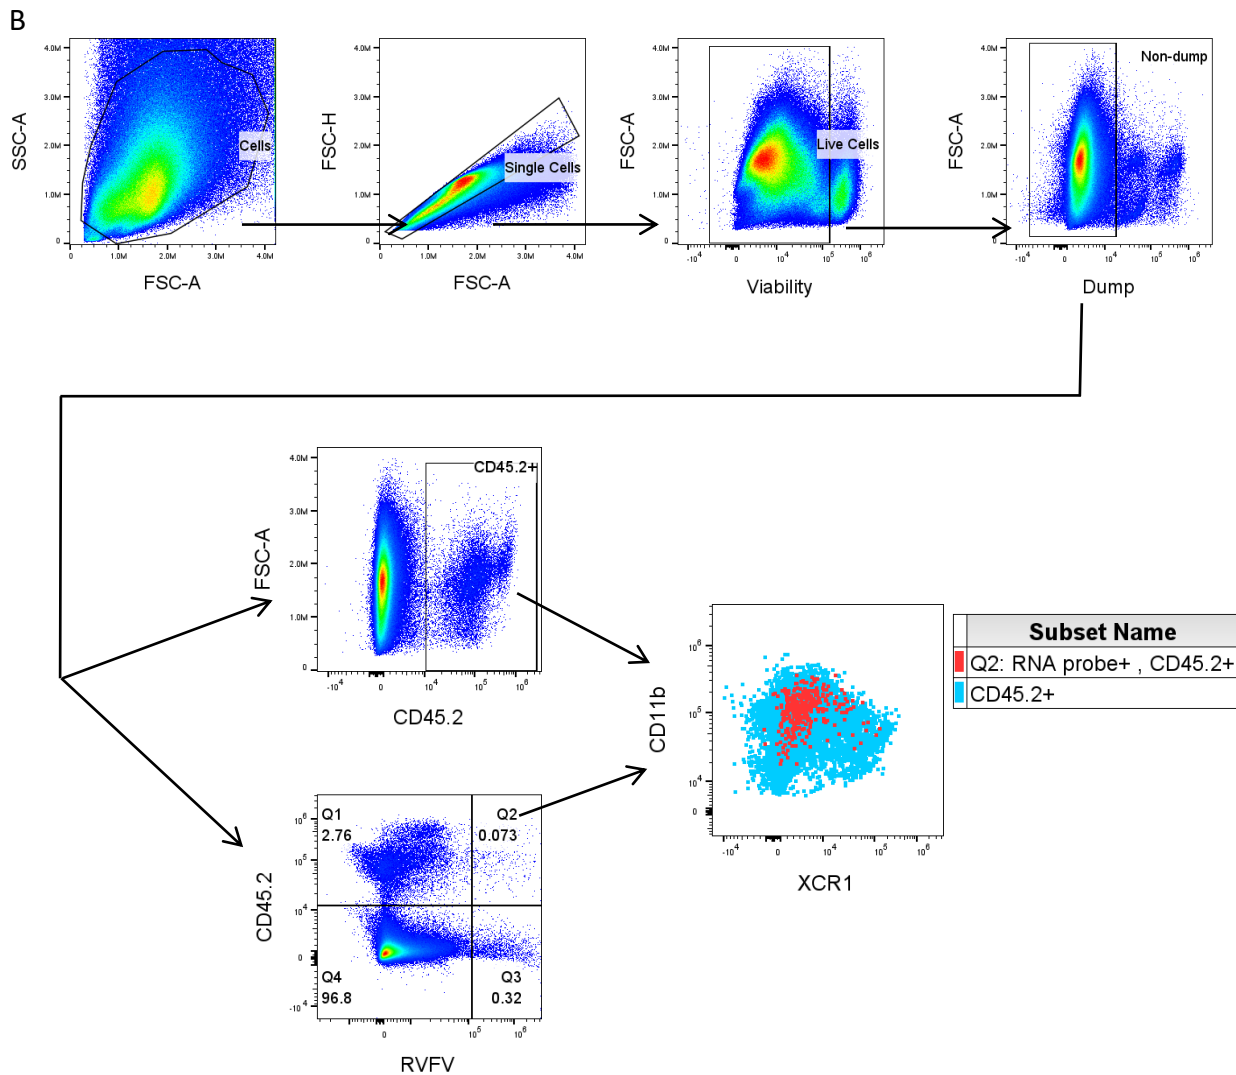 B
SSC-A
4.0M
3.0M
2.0M
1.0M
0
Cells
0
1.0M
2.0M
3.0M
4.0M
FSC-A
FSC-H
4.0M
3.0M
2.0M
1.0M
0
Single Cells
0
1.0M
2.0M
3.0M
4.0M
FSC-A
FSC-A
4.0M
3.0M
2.0M
1.0M
0
Live Cells
-10^4
0
10^4
10^5
10^6
Viability
FSC-A
4.0M
3.0M
2.0M
1.0M
0
Non-dump
-10^4
0
10^4
10^5
10^6
Dump
FSC-A
4.0M
3.0M
2.0M
1.0M
0
CD45.2+
-10^4
0
10^4
10^5
10^6
CD45.2
CD45.2
10^6
10^5
10^4
0
-10^4
Q1
2.76
Q2
0.073
Q4
96.8
Q3
0.32
0
10^5
10^6
RVFV
CD11b
10^6
10^5
10^4
0
-10^4
0
10^4
10^5
10^6
XCR1
Subset Name
Q2: RNA probe+ , CD45.2+
CD45.2+